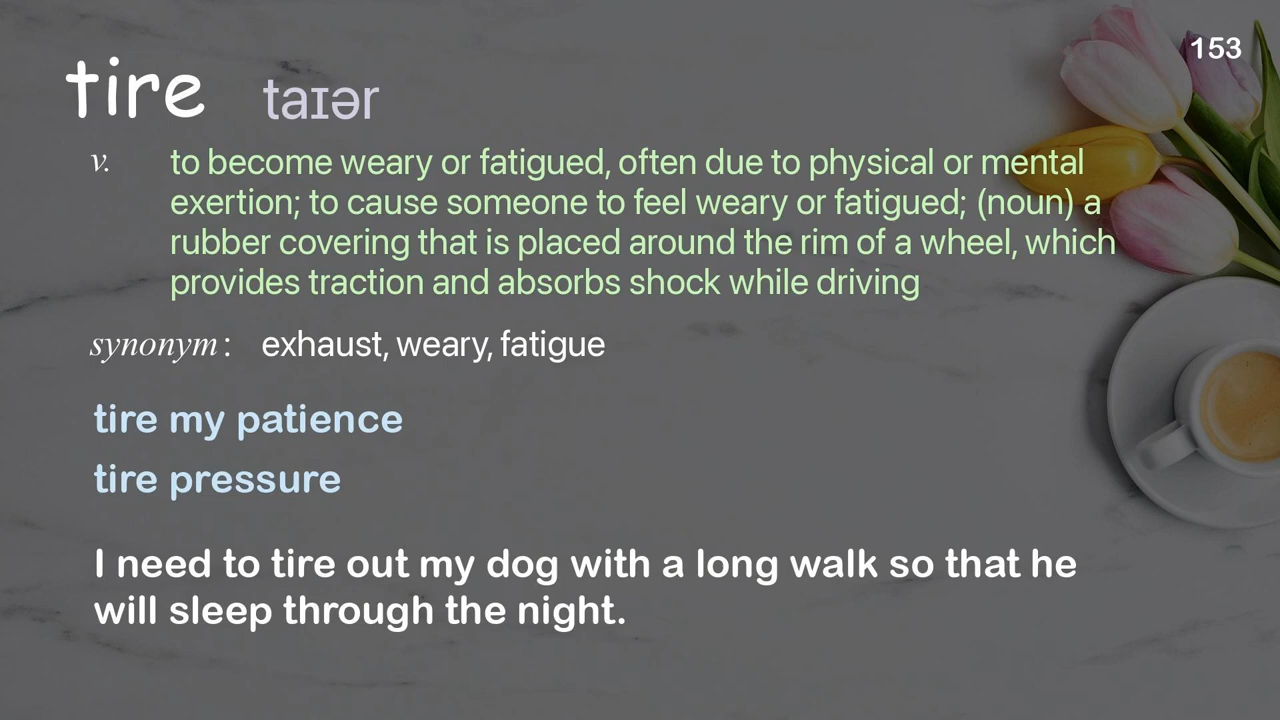 153
tire taɪər
v. to become weary or fatigued, often due to physical or mental
exertion; to cause someone to feel weary or fatigued; (noun) a
rubber covering that is placed around the rim of a wheel, which
provides traction and absorbs shock while driving
synonym : exhaust, weary, fatigue
tire my patience
tire pressure
I need to tire out my dog with a long walk so that he
will sleep through the night.